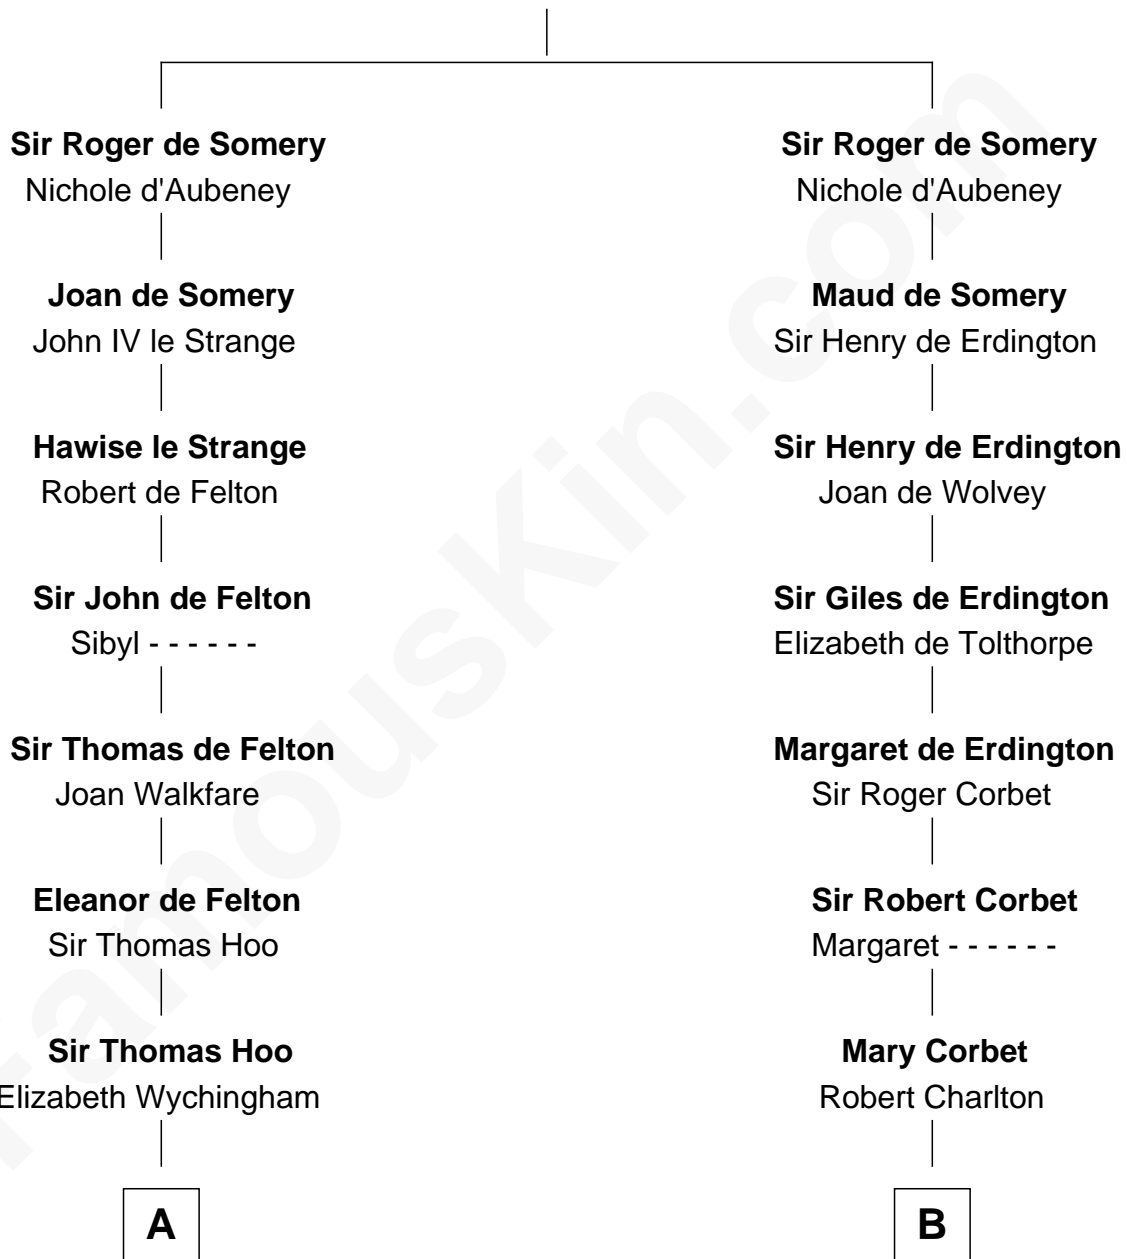 Sir Roger de Somery
Nichole d'Aubeney
Joan de Somery
John IV le Strange
Hawise le Strange
Robert de Felton
Sir John de Felton
Sibyl - - - - - -
Sir Thomas de Felton
Joan Walkfare
Eleanor de Felton
Sir Thomas Hoo
Sir Thomas Hoo
Elizabeth Wychingham
A
Sir Roger de Somery
Nichole d'Aubeney
Maud de Somery
Sir Henry de Erdington
Sir Henry de Erdington
Joan de Wolvey
Sir Giles de Erdington
Elizabeth de Tolthorpe
Margaret de Erdington
Sir Roger Corbet
Sir Robert Corbet
Margaret - - - - - -
Mary Corbet
Robert Charlton
B
FamousKin.com